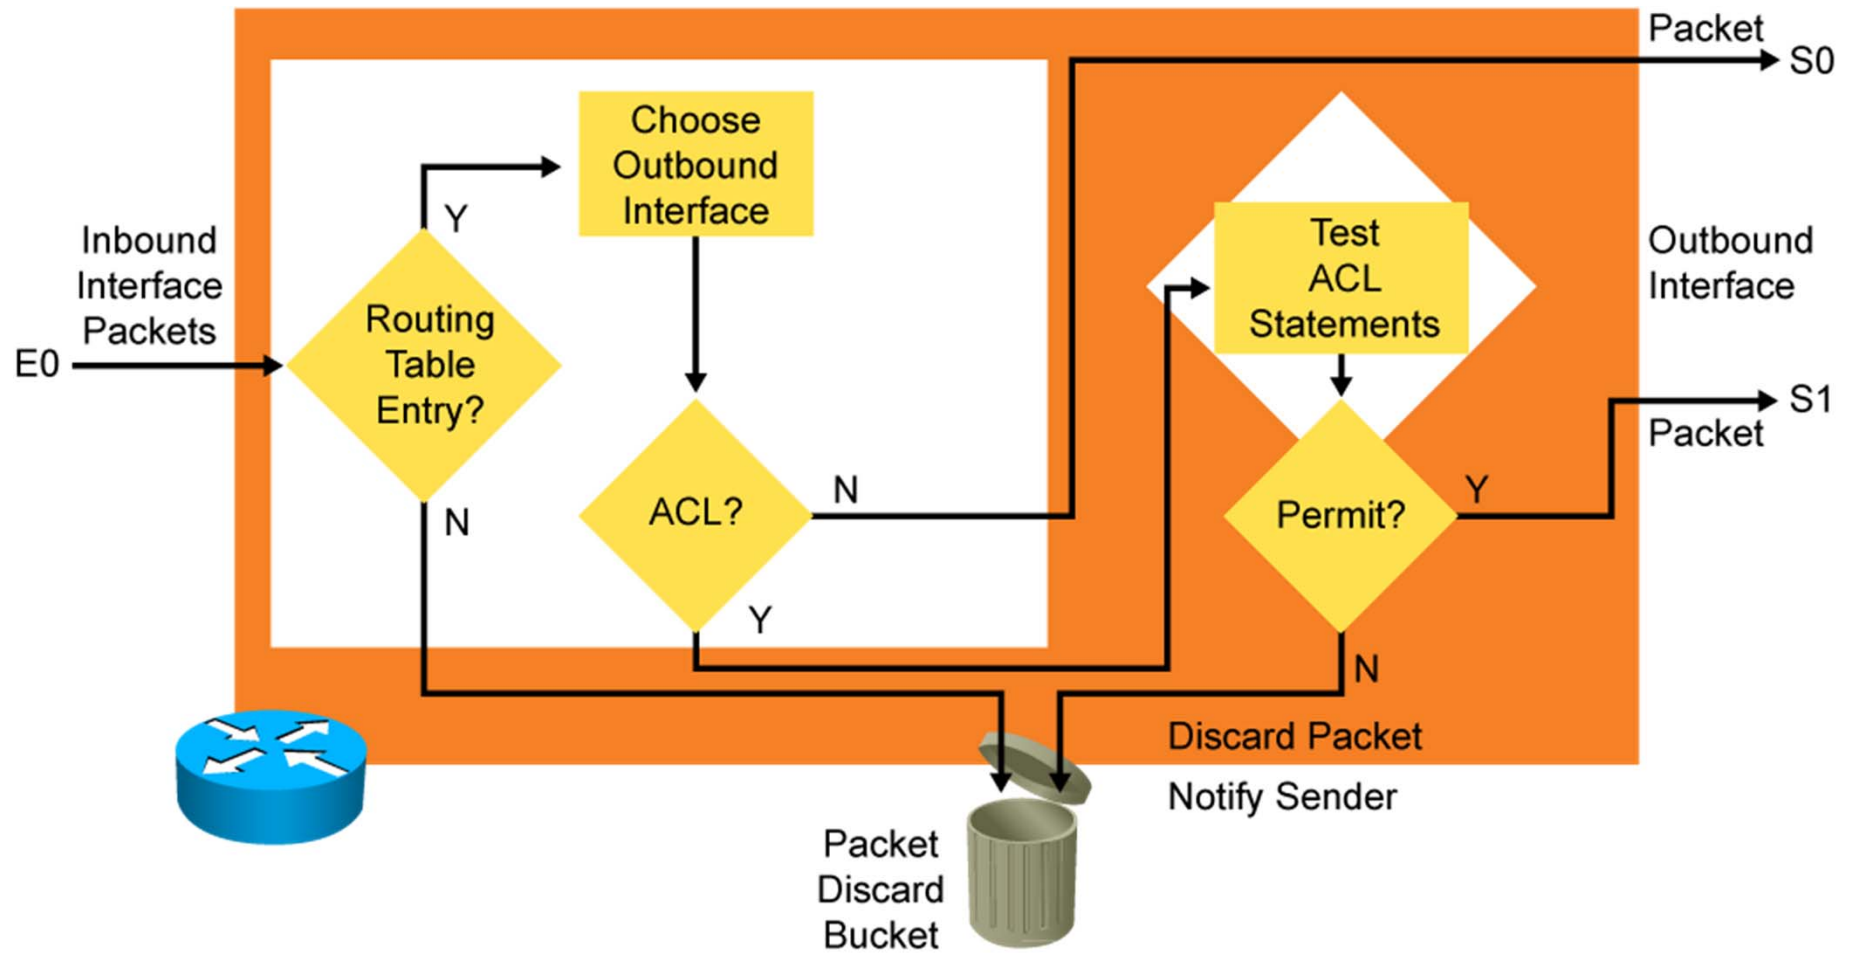 Inbound
Interface
Packets
E0
Routing
Table
Entry?
Y
N
Choose
Outbound
Interface
ACL?
N
Y
Test
ACL
Statements
Permit?
Y
N
Packet
S0
Outbound
Interface
S1
Packet
Discard Packet
Notify Sender
Packet
Discard
Bucket